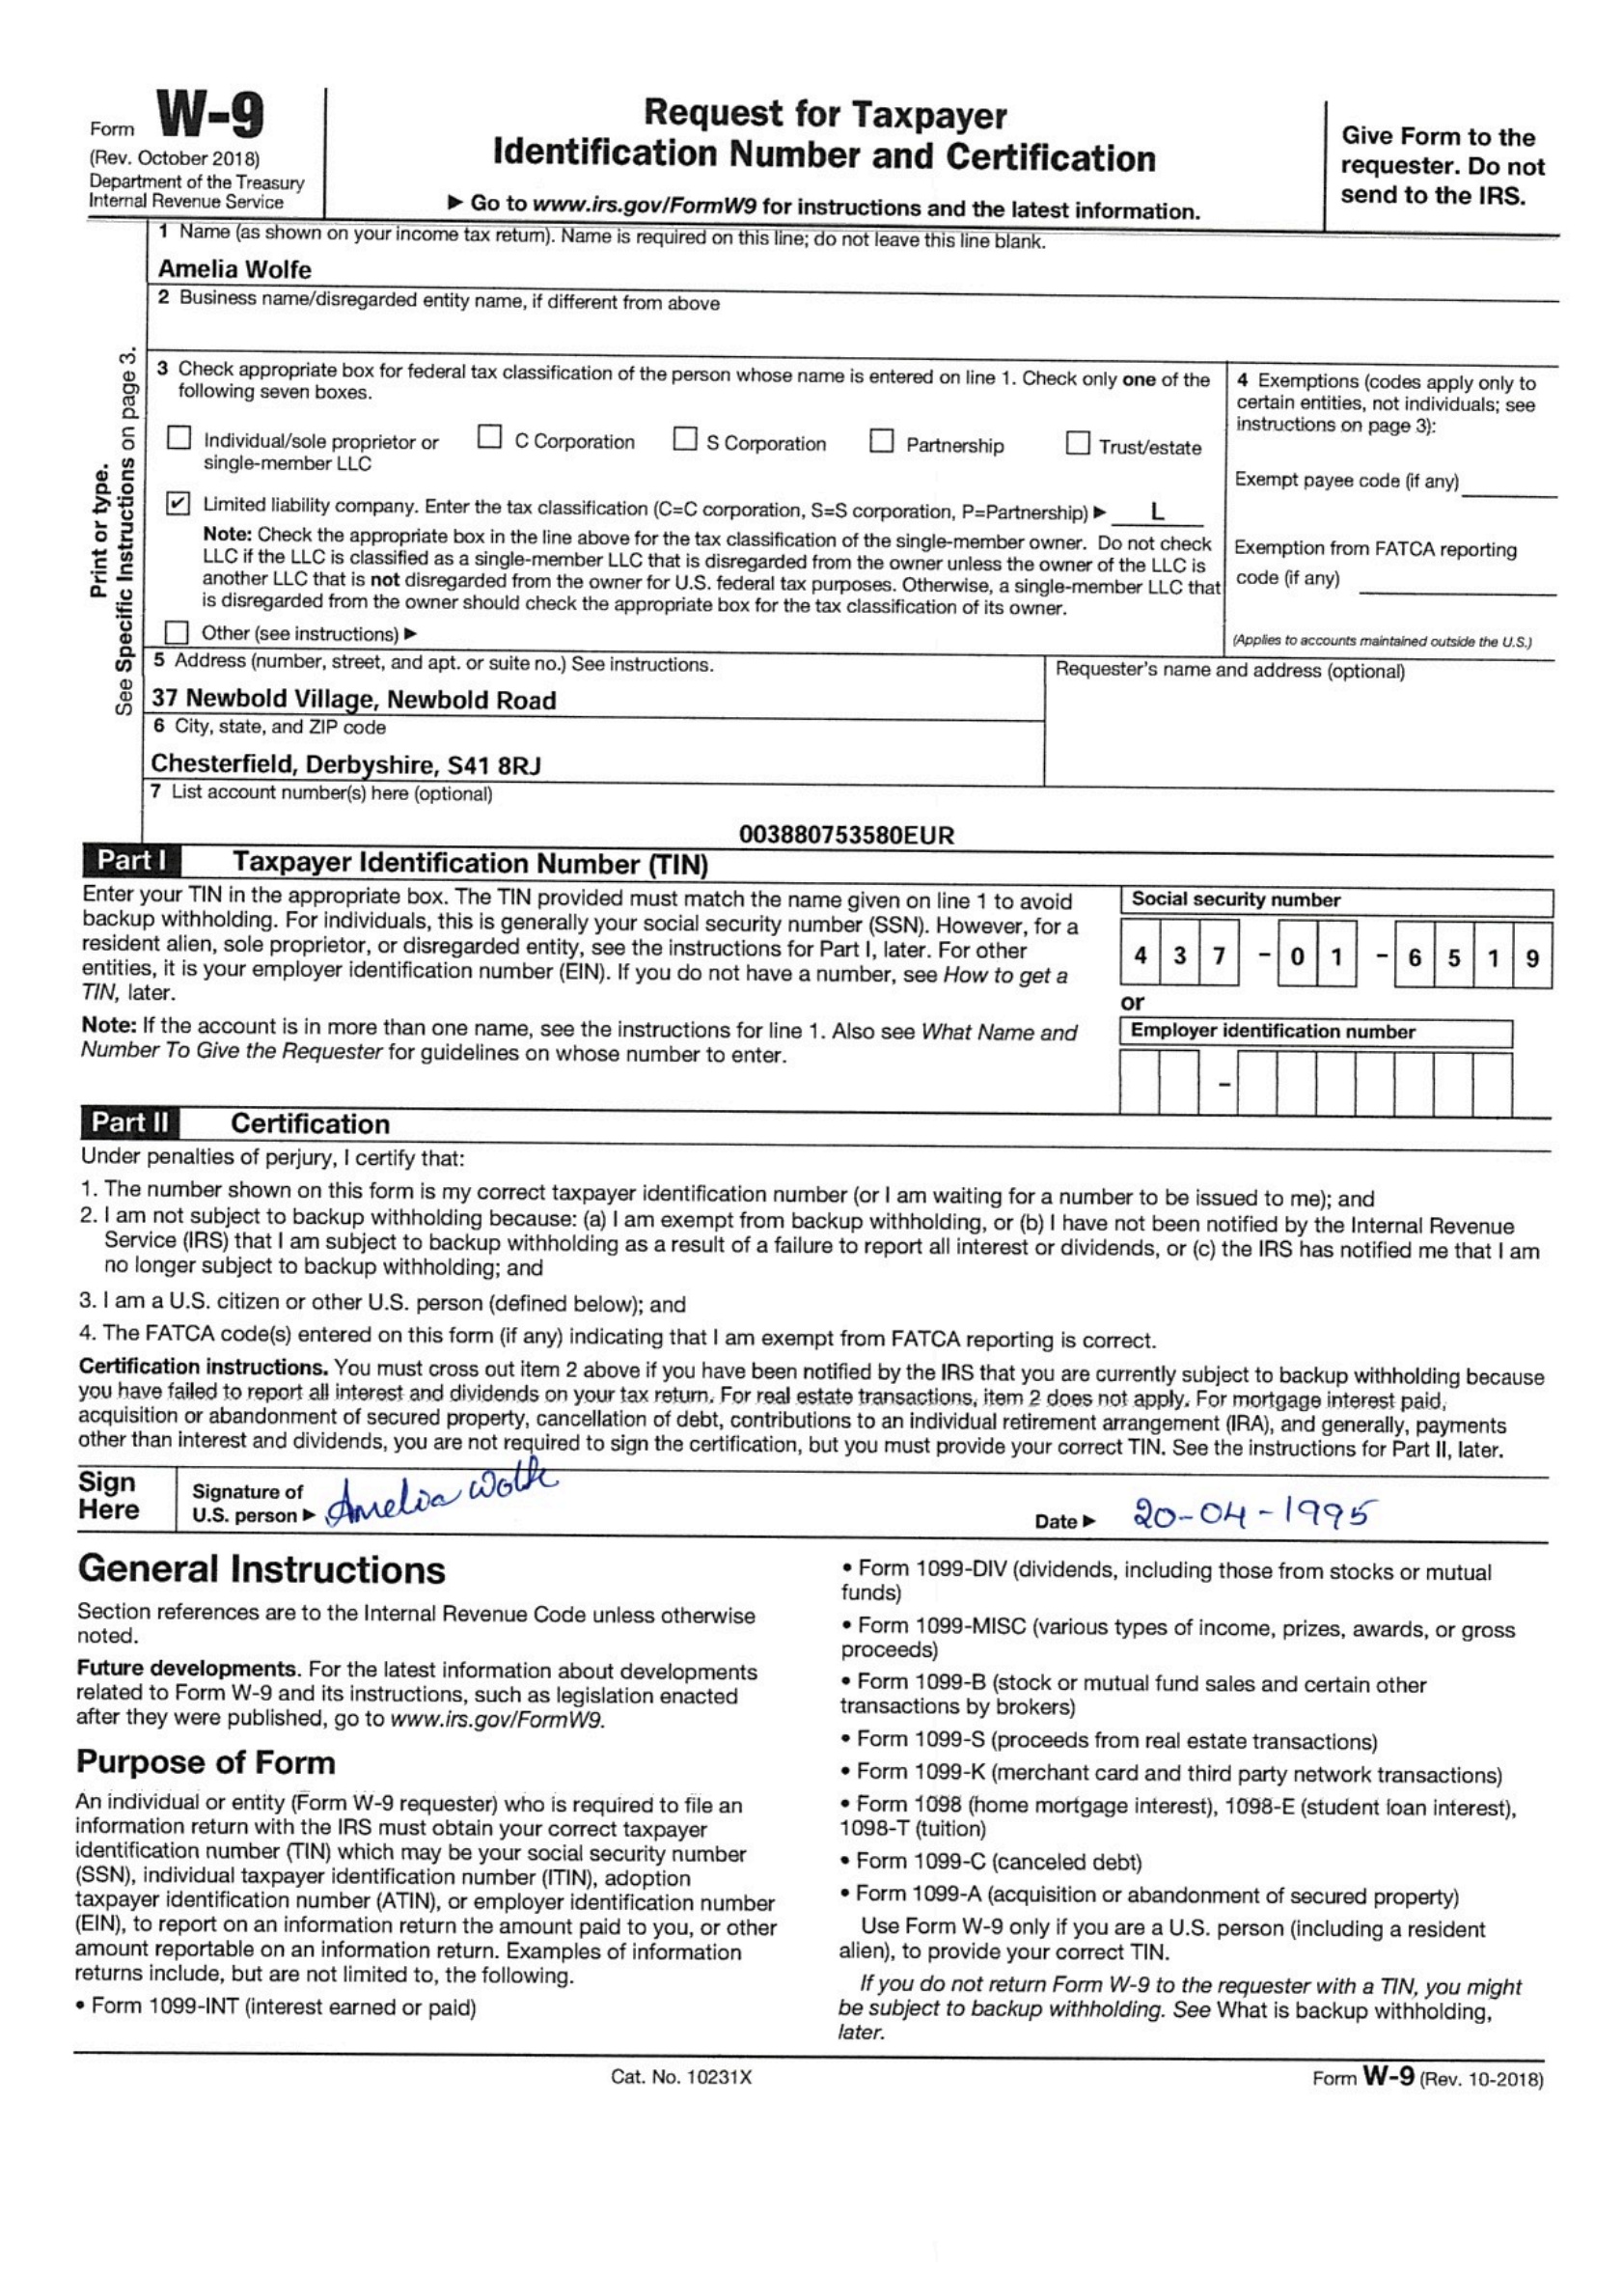 Form W-9
(Rev. October 2018)
Department of the Treasury
Internal Revenue Service
Request for Taxpayer
Identification Number and Certification
▶ Go to www.irs.gov/FormW9 for instructions and the latest information.
Give Form to the
requester. Do not
send to the IRS.
Print or type.
See Specific Instructions on page 3.
1 Name (as shown on your income tax return). Name is required on this line; do not leave this line blank.
Amelia Wolfe
2 Business name/disregarded entity name, if different from above
3 Check appropriate box for federal tax classification of the person whose name is entered on line 1. Check only one of the
following seven boxes.
Individual/sole proprietor or
single-member LLC
C Corporation
S Corporation
Partnership
Trust/estate
✔ Limited liability company. Enter the tax classification (C=C corporation, S=S corporation, P=Partnership) ▶ L
Note: Check the appropriate box in the line above for the tax classification of the single-member owner. Do not check
LLC if the LLC is classified as a single-member LLC that is disregarded from the owner unless the owner of the LLC is
another LLC that is not disregarded from the owner for U.S. federal tax purposes. Otherwise, a single-member LLC that
is disregarded from the owner should check the appropriate box for the tax classification of its owner.
Other (see instructions) ▶
4 Exemptions (codes apply only to
certain entities, not individuals; see
instructions on page 3):
Exempt payee code (if any)
Exemption from FATCA reporting
code (if any)
(Applies to accounts maintained outside the U.S.)
5 Address (number, street, and apt. or suite no.) See instructions.
37 Newbold Village, Newbold Road
6 City, state, and ZIP code
Chesterfield, Derbyshire, S41 8RJ
Requester's name and address (optional)
7 List account number(s) here (optional)
003880753580EUR
Part I Taxpayer Identification Number (TIN)
Enter your TIN in the appropriate box. The TIN provided must match the name given on line 1 to avoid
backup withholding. For individuals, this is generally your social security number (SSN). However, for a
resident alien, sole proprietor, or disregarded entity, see the instructions for Part I, later. For other
entities, it is your employer identification number (EIN). If you do not have a number, see How to get a
TIN, later.
Note: If the account is in more than one name, see the instructions for line 1. Also see What Name and
Number To Give the Requester for guidelines on whose number to enter.
Social security number
4 3 7 - 0 1 - 6 5 1 9
or
Employer identification number
-
Part II Certification
Under penalties of perjury, I certify that:
1. The number shown on this form is my correct taxpayer identification number (or I am waiting for a number to be issued to me); and
2. I am not subject to backup withholding because: (a) I am exempt from backup withholding, or (b) I have not been notified by the Internal Revenue
Service (IRS) that I am subject to backup withholding as a result of a failure to report all interest or dividends, or (c) the IRS has notified me that I am
no longer subject to backup withholding; and
3. I am a U.S. citizen or other U.S. person (defined below); and
4. The FATCA code(s) entered on this form (if any) indicating that I am exempt from FATCA reporting is correct.
Certification instructions. You must cross out item 2 above if you have been notified by the IRS that you are currently subject to backup withholding because
you have failed to report all interest and dividends on your tax return. For real estate transactions, item 2 does not apply. For mortgage interest paid,
acquisition or abandonment of secured property, cancellation of debt, contributions to an individual retirement arrangement (IRA), and generally, payments
other than interest and dividends, you are not required to sign the certification, but you must provide your correct TIN. See the instructions for Part II, later.
Sign
Here
Signature of
U.S. person ▶ Amelia Wolfe
Date ▶ 20-04-1995
General Instructions
Section references are to the Internal Revenue Code unless otherwise
noted.
Future developments. For the latest information about developments
related to Form W-9 and its instructions, such as legislation enacted
after they were published, go to www.irs.gov/FormW9.
Purpose of Form
An individual or entity (Form W-9 requester) who is required to file an
information return with the IRS must obtain your correct taxpayer
identification number (TIN) which may be your social security number
(SSN), individual taxpayer identification number (ITIN), adoption
taxpayer identification number (ATIN), or employer identification number
(EIN), to report on an information return the amount paid to you, or other
amount reportable on an information return. Examples of information
returns include, but are not limited to, the following.
• Form 1099-INT (interest earned or paid)
• Form 1099-DIV (dividends, including those from stocks or mutual
funds)
• Form 1099-MISC (various types of income, prizes, awards, or gross
proceeds)
• Form 1099-B (stock or mutual fund sales and certain other
transactions by brokers)
• Form 1099-S (proceeds from real estate transactions)
• Form 1099-K (merchant card and third party network transactions)
• Form 1098 (home mortgage interest), 1098-E (student loan interest),
1098-T (tuition)
• Form 1099-C (canceled debt)
• Form 1099-A (acquisition or abandonment of secured property)
Use Form W-9 only if you are a U.S. person (including a resident
alien), to provide your correct TIN.
If you do not return Form W-9 to the requester with a TIN, you might
be subject to backup withholding. See What is backup withholding,
later.
Cat. No. 10231X
Form W-9 (Rev. 10-2018)